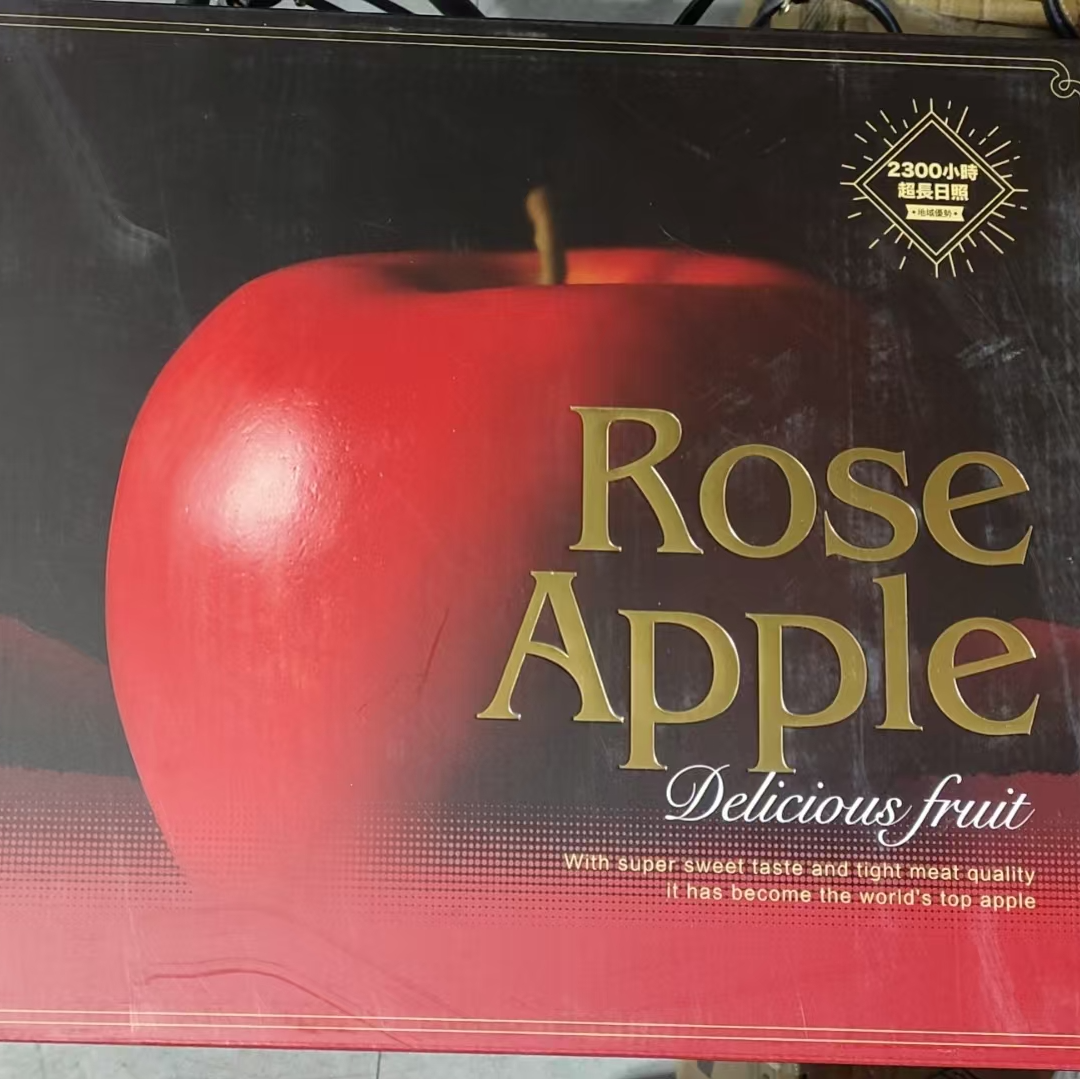 2300小時
超長日照
•地域優勢•
Rose
Apple
Delicious fruit
With super sweet taste and tight meat quality
it has become the world's top apple